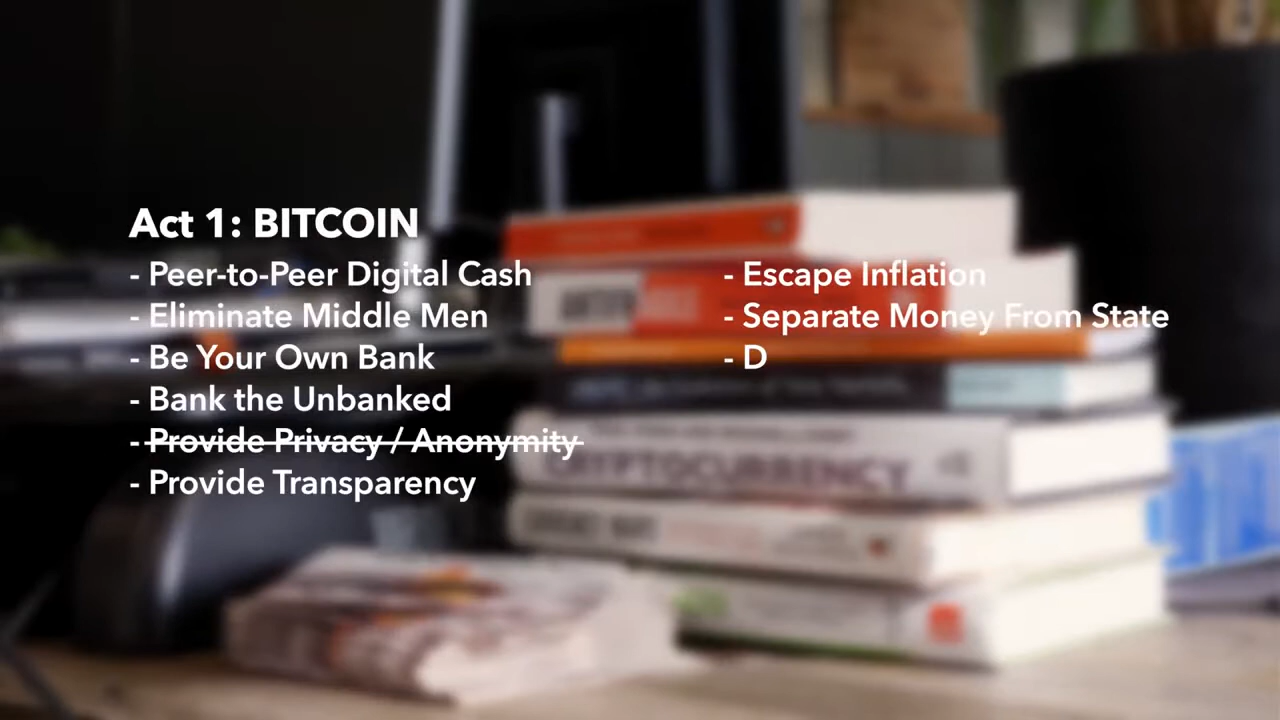 Act 1: BITCOIN
- Peer-to-Peer Digital Cash
- Eliminate Middle Men
- Be Your Own Bank
- Bank the Unbanked
- Provide Privacy / Anonymity
- Provide Transparency
- Escape Inflation
- Separate Money From State
- D
CRYPTOCURRENCY